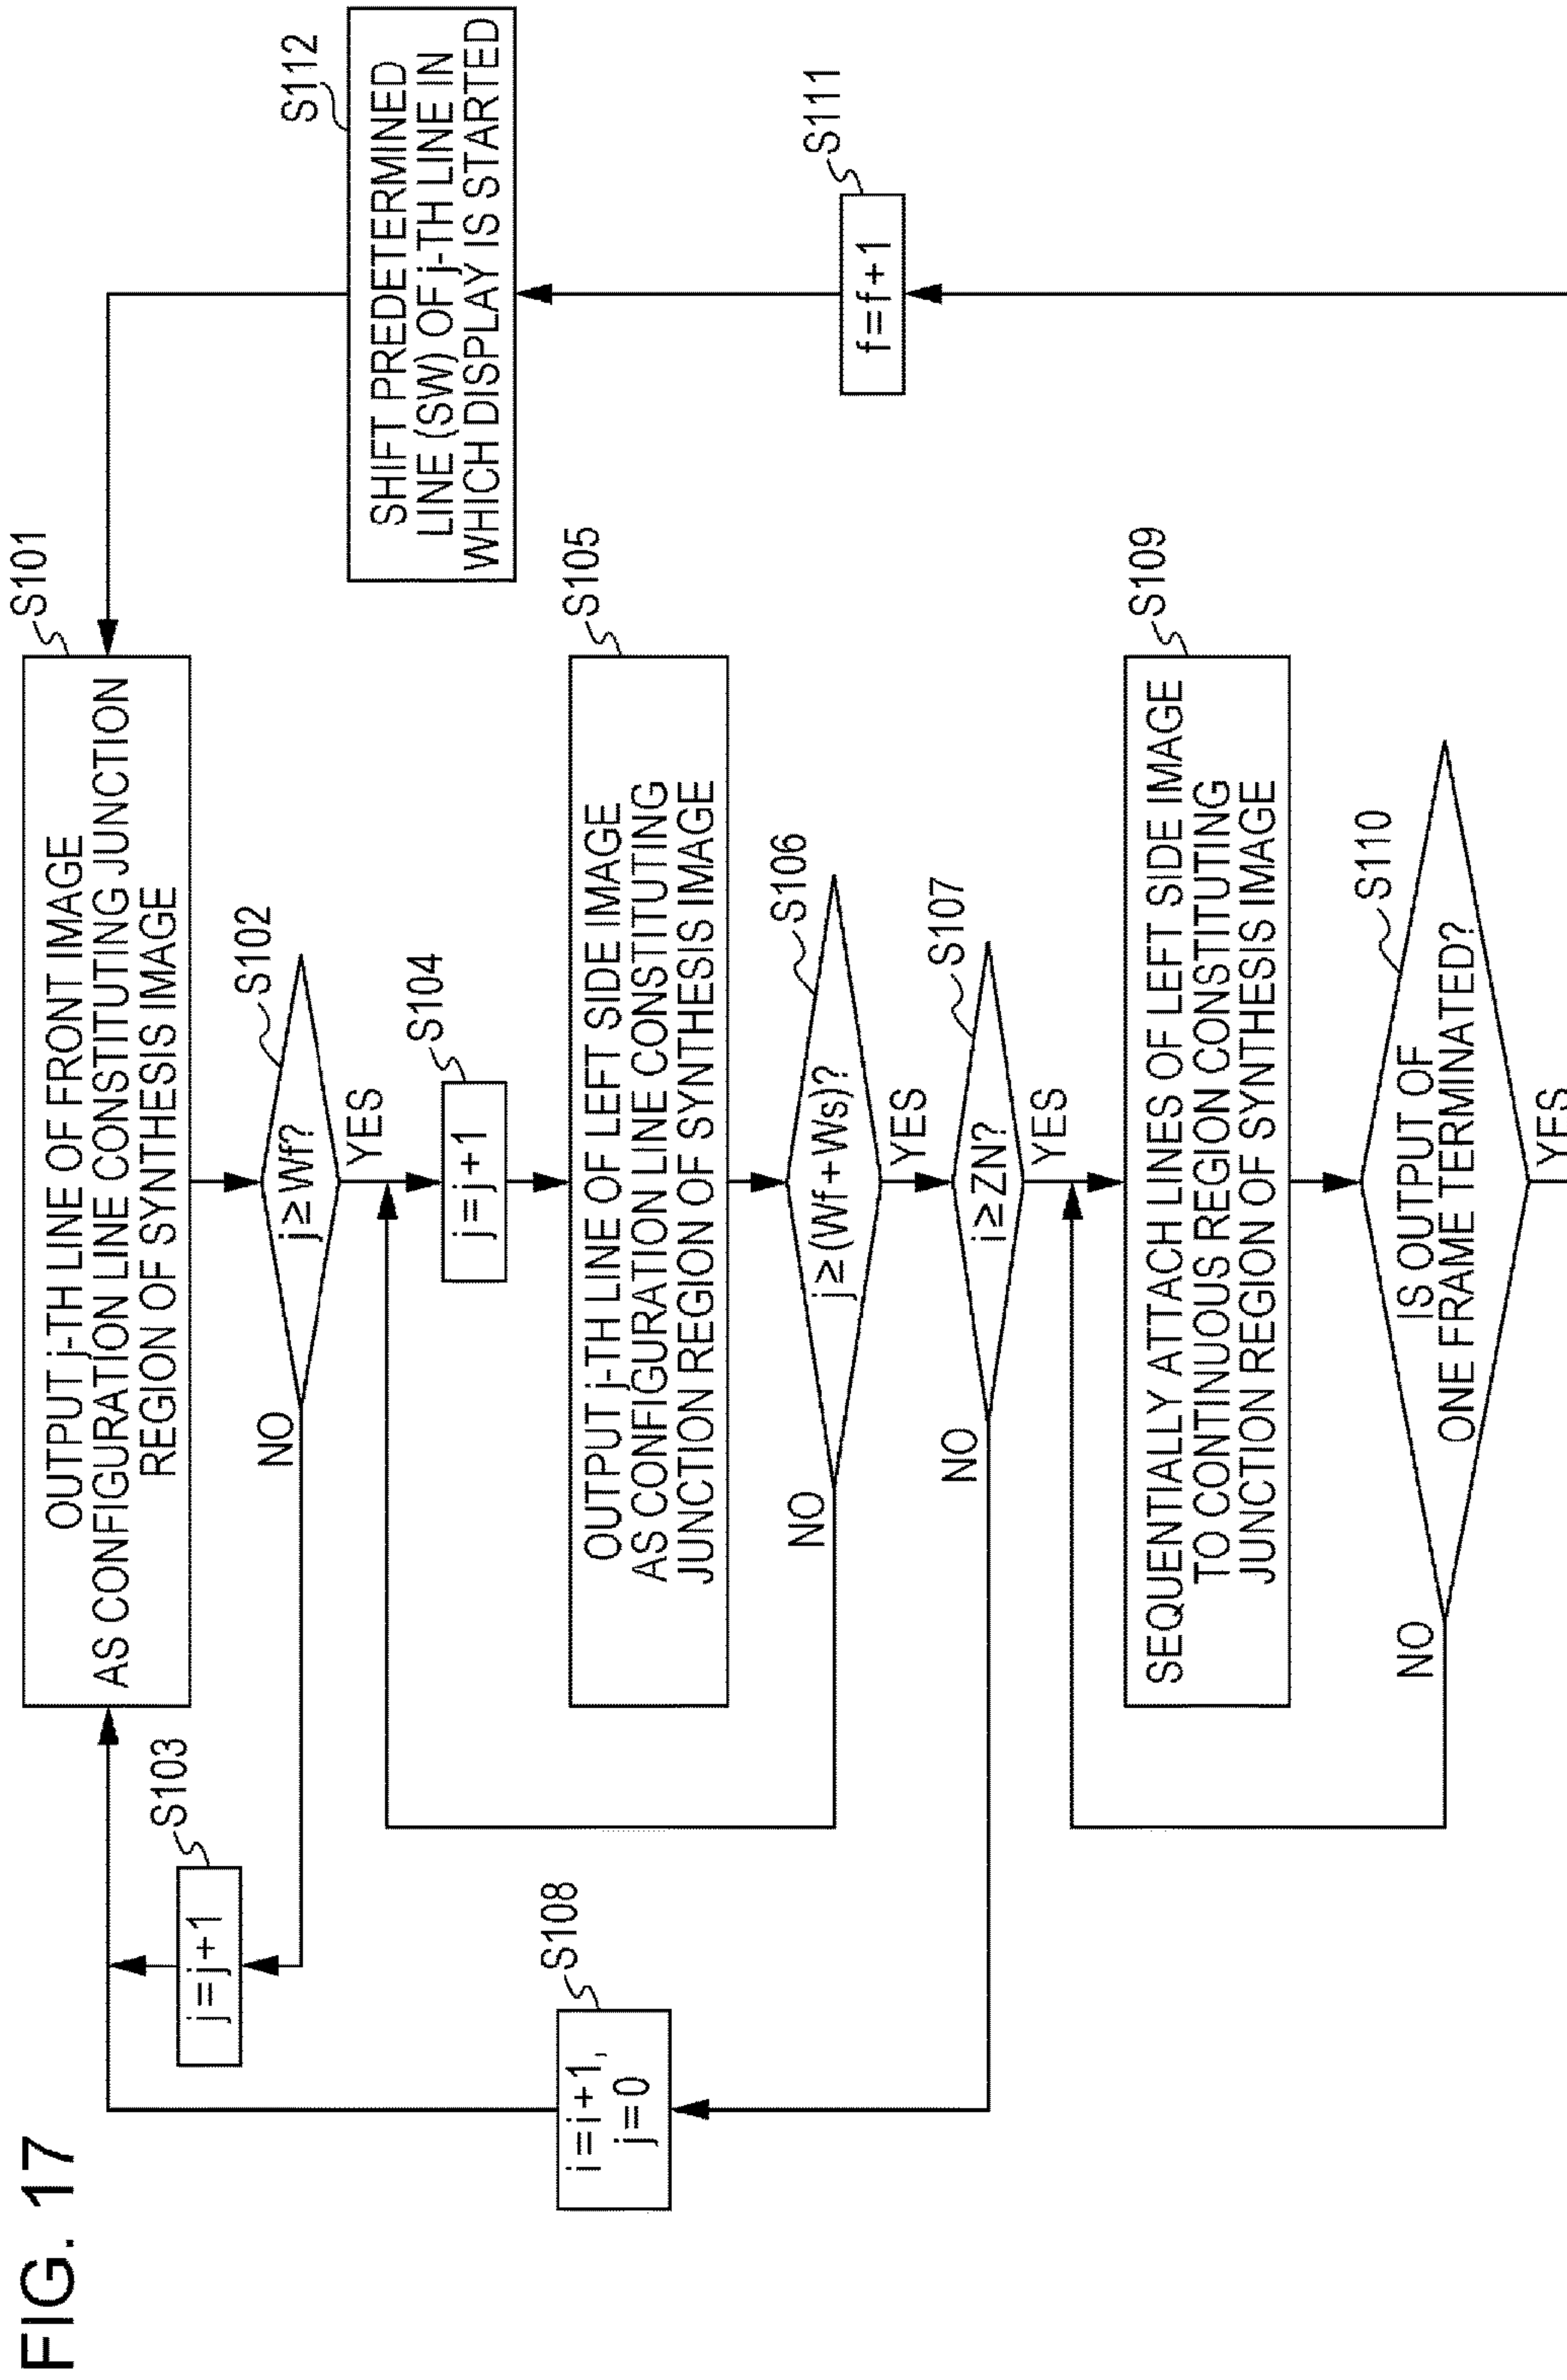 FIG. 17
S101
OUTPUT j-TH LINE OF FRONT IMAGE
AS CONFIGURATION LINE CONSTITUTING JUNCTION
REGION OF SYNTHESIS IMAGE
S102
j≥Wf?
NO
YES
S103
j=j+1
S104
j=j+1
S105
OUTPUT j-TH LINE OF LEFT SIDE IMAGE
AS CONFIGURATION LINE CONSTITUTING
JUNCTION REGION OF SYNTHESIS IMAGE
S106
j≥(Wf+Ws)?
NO
YES
S107
i≥ZN?
NO
YES
S108
i=i+1,
j=0
S109
SEQUENTIALLY ATTACH LINES OF LEFT SIDE IMAGE
TO CONTINUOUS REGION CONSTITUTING
JUNCTION REGION OF SYNTHESIS IMAGE
S110
IS OUTPUT OF
ONE FRAME TERMINATED?
NO
YES
S111
f=f+1
S112
SHIFT PREDETERMINED
LINE (SW) OF j-TH LINE IN
WHICH DISPLAY IS STARTED